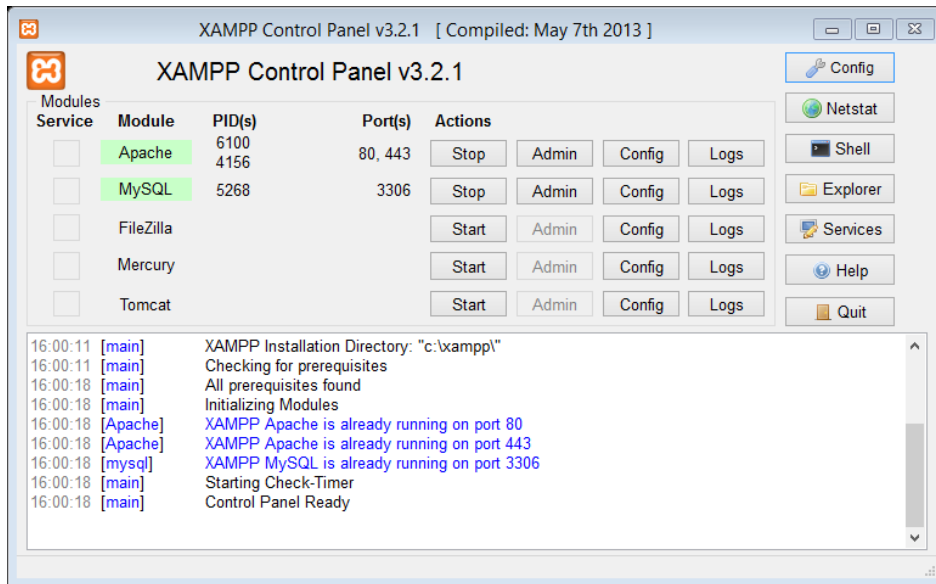 XAMPP Control Panel v3.2.1 [ Compiled: May 7th 2013 ]
XAMPP Control Panel v3.2.1
Config
Netstat
Shell
Explorer
Services
Help
Quit
Modules
Service Module PID(s) Port(s) Actions
Apache 6100 4156 80, 443 Stop Admin Config Logs
MySQL 5268 3306 Stop Admin Config Logs
FileZilla Start Admin Config Logs
Mercury Start Admin Config Logs
Tomcat Start Admin Config Logs
16:00:11 [main] XAMPP Installation Directory: "c:\xampp\"
16:00:11 [main] Checking for prerequisites
16:00:18 [main] All prerequisites found
16:00:18 [main] Initializing Modules
16:00:18 [Apache] XAMPP Apache is already running on port 80
16:00:18 [Apache] XAMPP Apache is already running on port 443
16:00:18 [mysql] XAMPP MySQL is already running on port 3306
16:00:18 [main] Starting Check-Timer
16:00:18 [main] Control Panel Ready